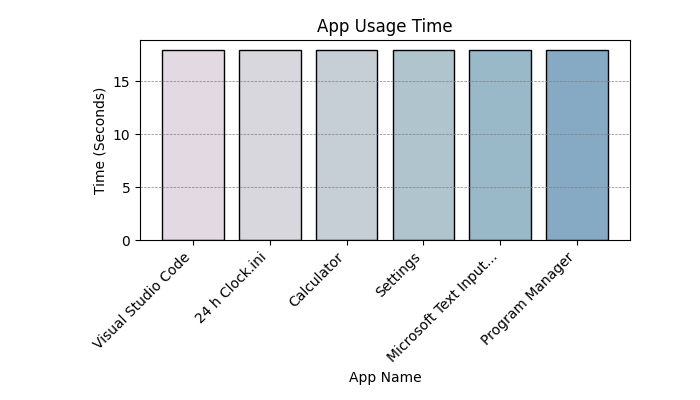 App Usage Time
Time (Seconds)
15
10
5
0
Visual Studio Code
24 h Clock.ini
Calculator
Settings
Microsoft Text Input...
Program Manager
App Name